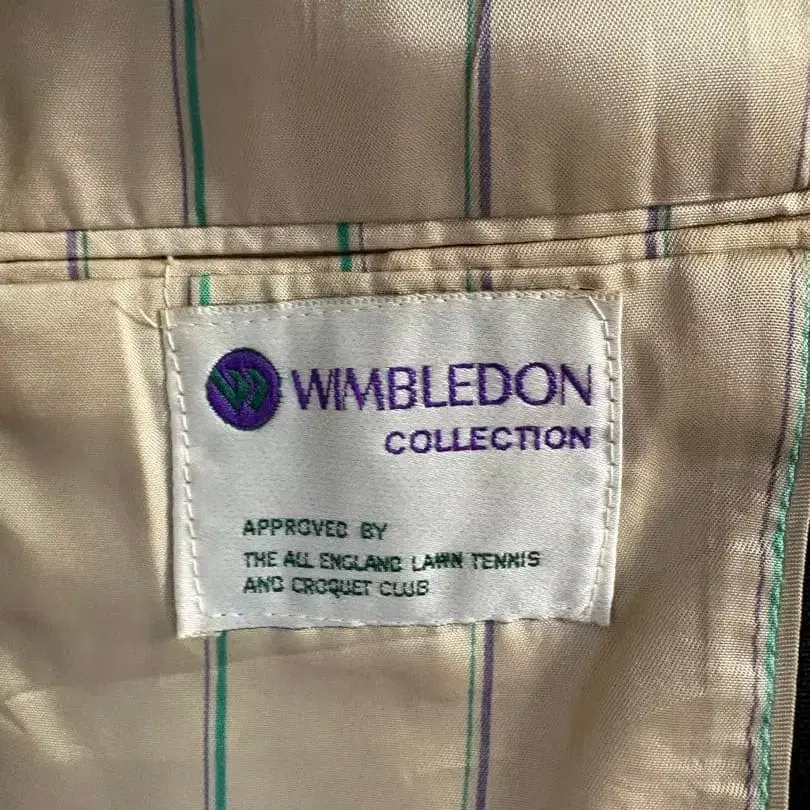 WIMBLEDON
COLLECTION
APPROVED BY
THE ALL ENGLAND LAWN TENNIS
AND CROQUET CLUB